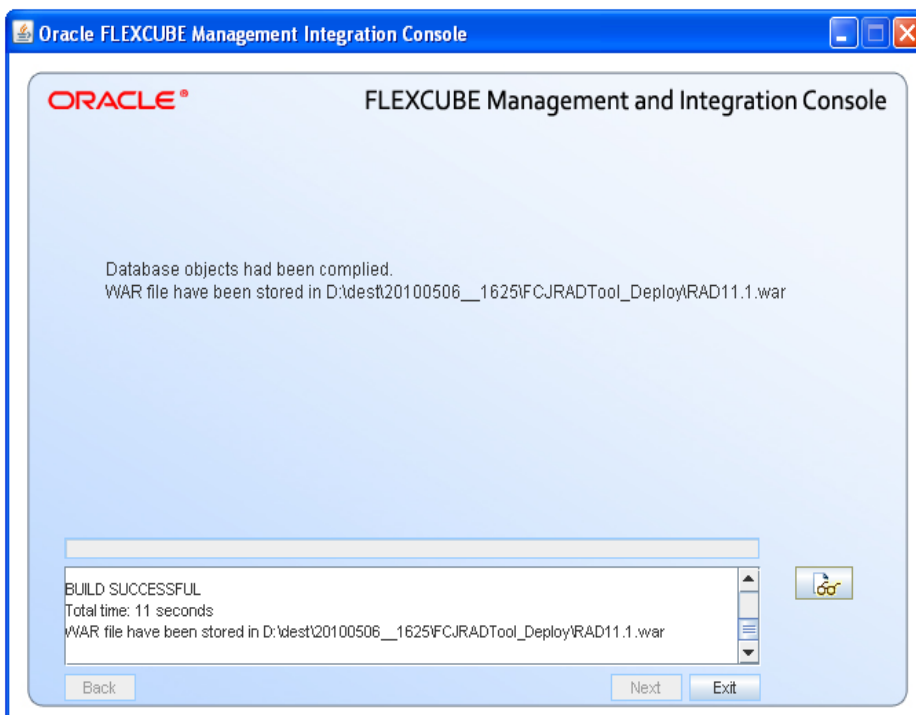 Oracle FLEXCUBE Management Integration Console
ORACLE®
FLEXCUBE Management and Integration Console
Database objects had been complied.
WAR file have been stored in D:\dest\20100506__1625\FCJRADTool_Deploy\RAD11.1.war
BUILD SUCCESSFUL
Total time: 11 seconds
WAR file have been stored in D:\dest\20100506__1625\FCJRADTool_Deploy\RAD11.1.war
Back
Next
Exit